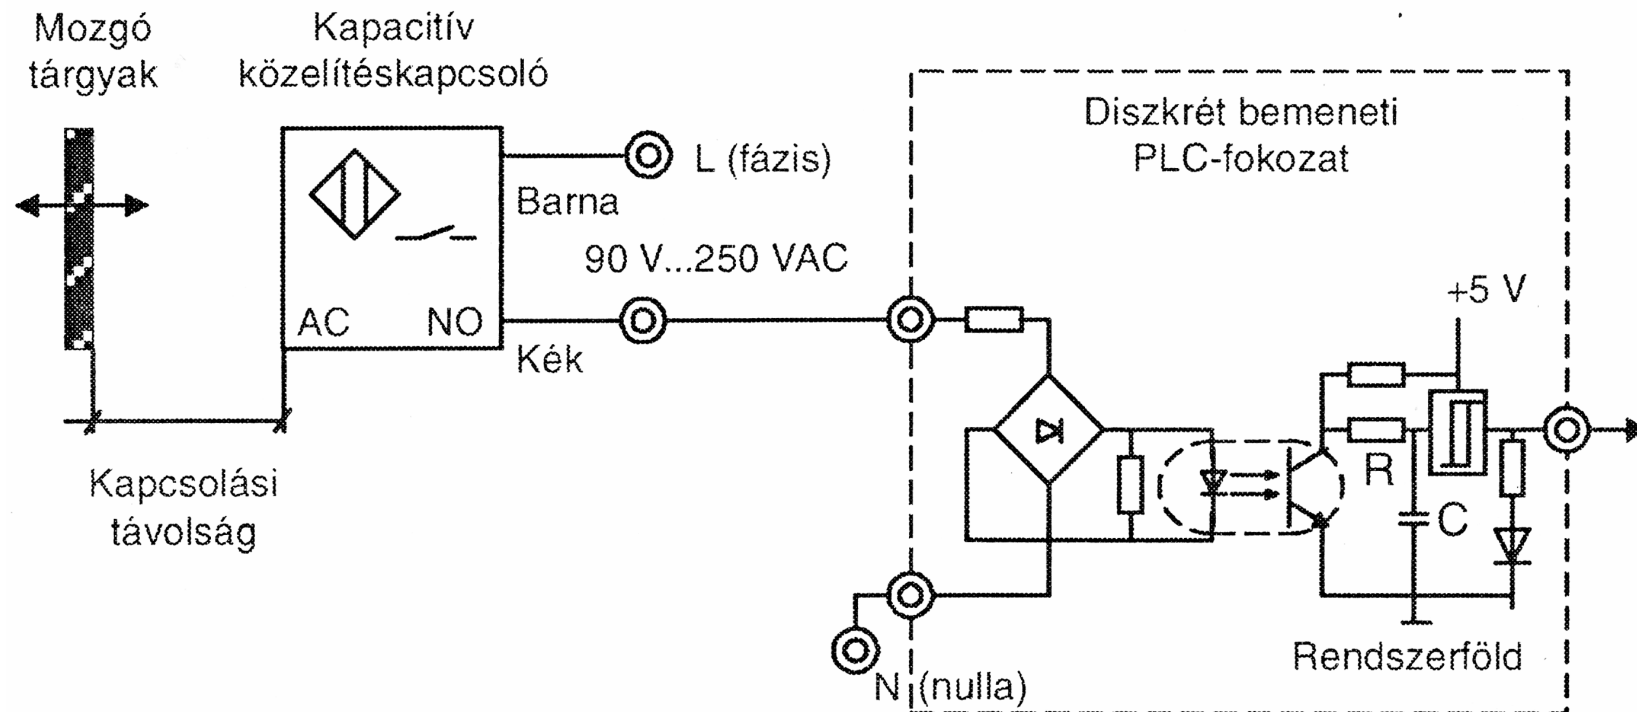 Mozgó
tárgyak
Kapacitív
közelítéskapcsoló
Diszkrét bemeneti
PLC-fokozat
L (fázis)
Barna
90 V...250 VAC
+5 V
AC NO
Kék
R
Kapcsolási
távolság
C
Rendszerföld
N (nulla)